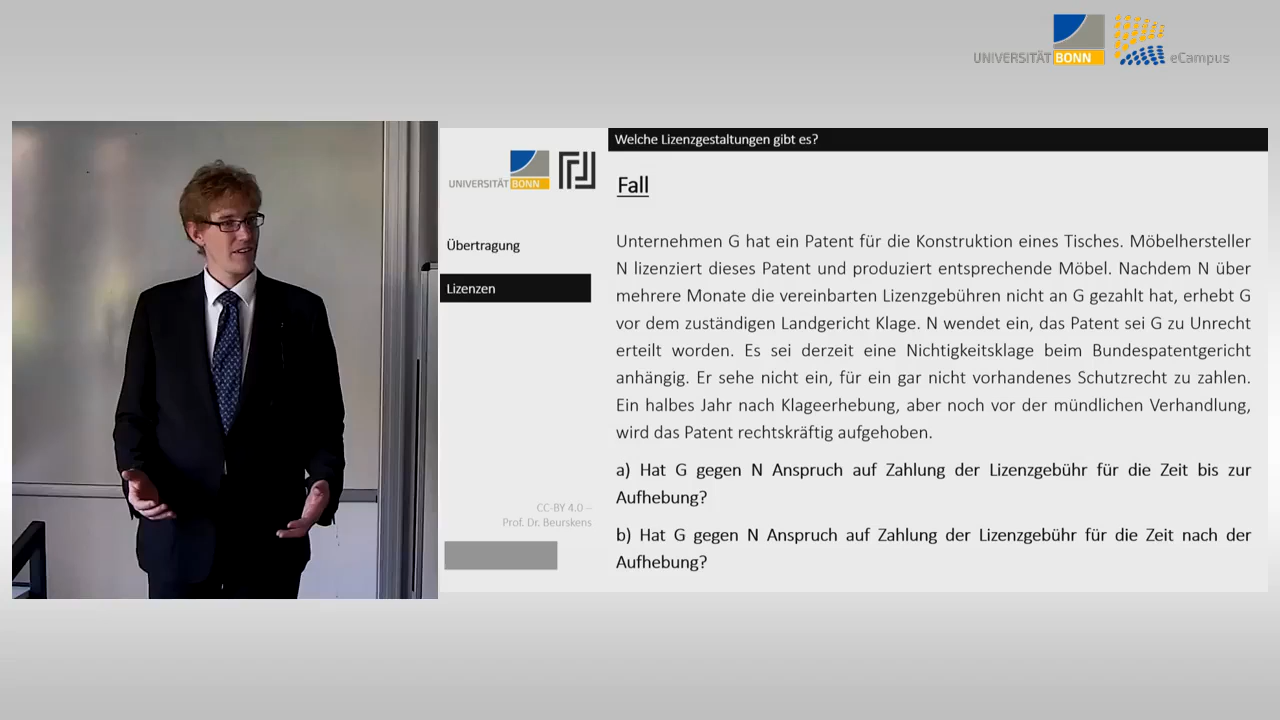 UNIVERSITÄT BONN eCampus
Welche Lizenzgestaltungen gibt es?
UNIVERSITÄT BONN
Fall
Übertragung
Lizenzen
Unternehmen G hat ein Patent für die Konstruktion eines Tisches. Möbelhersteller
N lizenziert dieses Patent und produziert entsprechende Möbel. Nachdem N über
mehrere Monate die vereinbarten Lizenzgebühren nicht an G gezahlt hat, erhebt G
vor dem zuständigen Landgericht Klage. N wendet ein, das Patent sei G zu Unrecht
erteilt worden. Es sei derzeit eine Nichtigkeitsklage beim Bundespatentgericht
anhängig. Er sehe nicht ein, für ein gar nicht vorhandenes Schutzrecht zu zahlen.
Ein halbes Jahr nach Klageerhebung, aber noch vor der mündlichen Verhandlung,
wird das Patent rechtskräftig aufgehoben.
a) Hat G gegen N Anspruch auf Zahlung der Lizenzgebühr für die Zeit bis zur
Aufhebung?
b) Hat G gegen N Anspruch auf Zahlung der Lizenzgebühr für die Zeit nach der
Aufhebung?
CC-BY 4.0 –
Prof. Dr. Beurskens